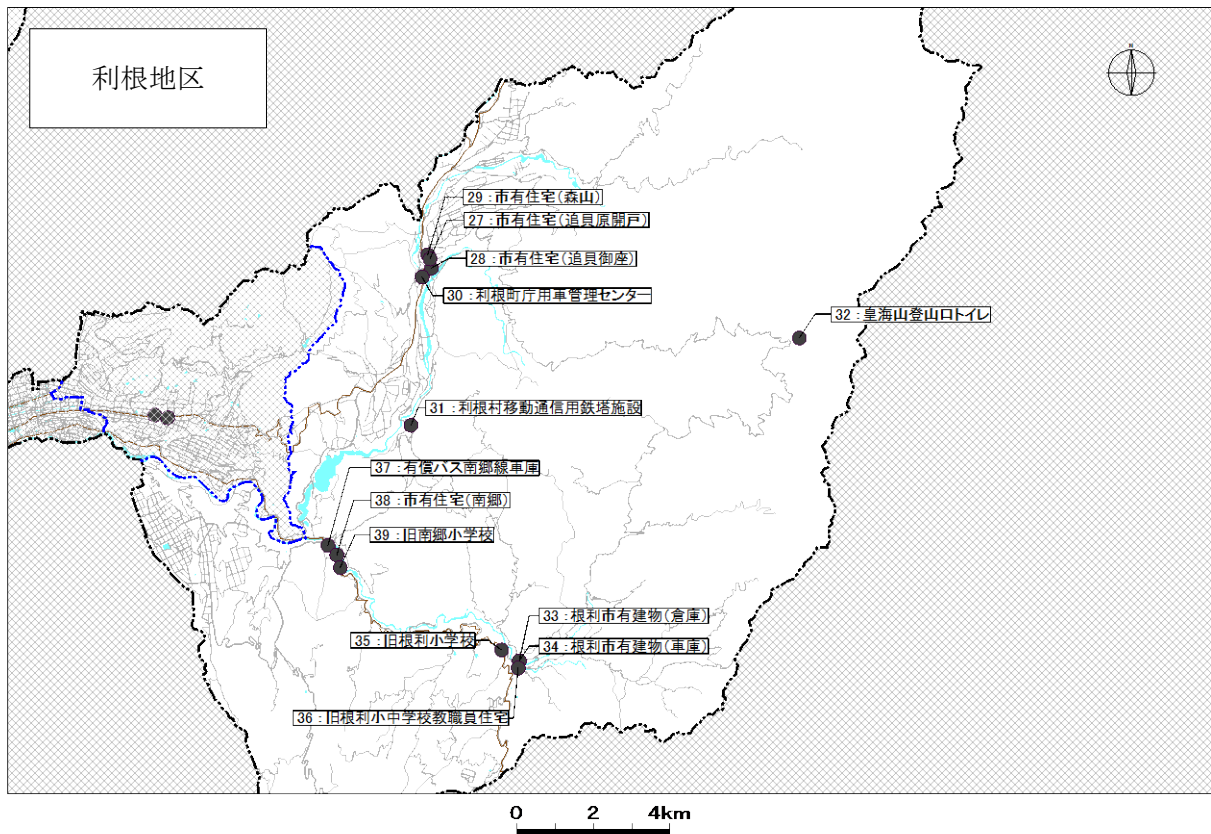 利根地区
N
29：市有住宅(森山)
27：市有住宅(追貝原開戸)
28：市有住宅(追貝御座)
30：利根町庁用車管理センター
32：皇海山登山口トイレ
31：利根村移動通信用鉄塔施設
37：有償バス南郷線車庫
38：市有住宅(南郷)
39：旧南郷小学校
33：根利市有建物(倉庫)
35：旧根利小学校
34：根利市有建物(車庫)
36：旧根利小中学校教職員住宅
0 2 4km